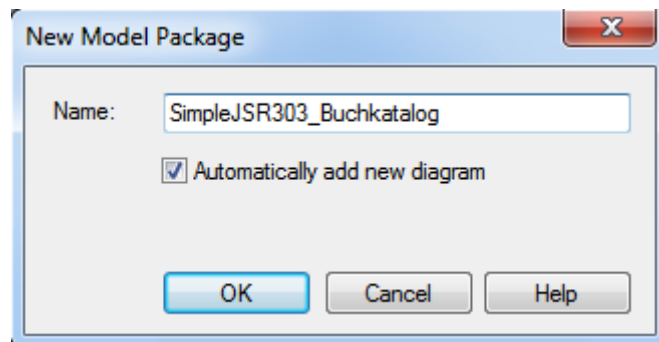 New Model Package
Name: SimpleJSR303_Buchkatalog
Automatically add new diagram
OK Cancel Help